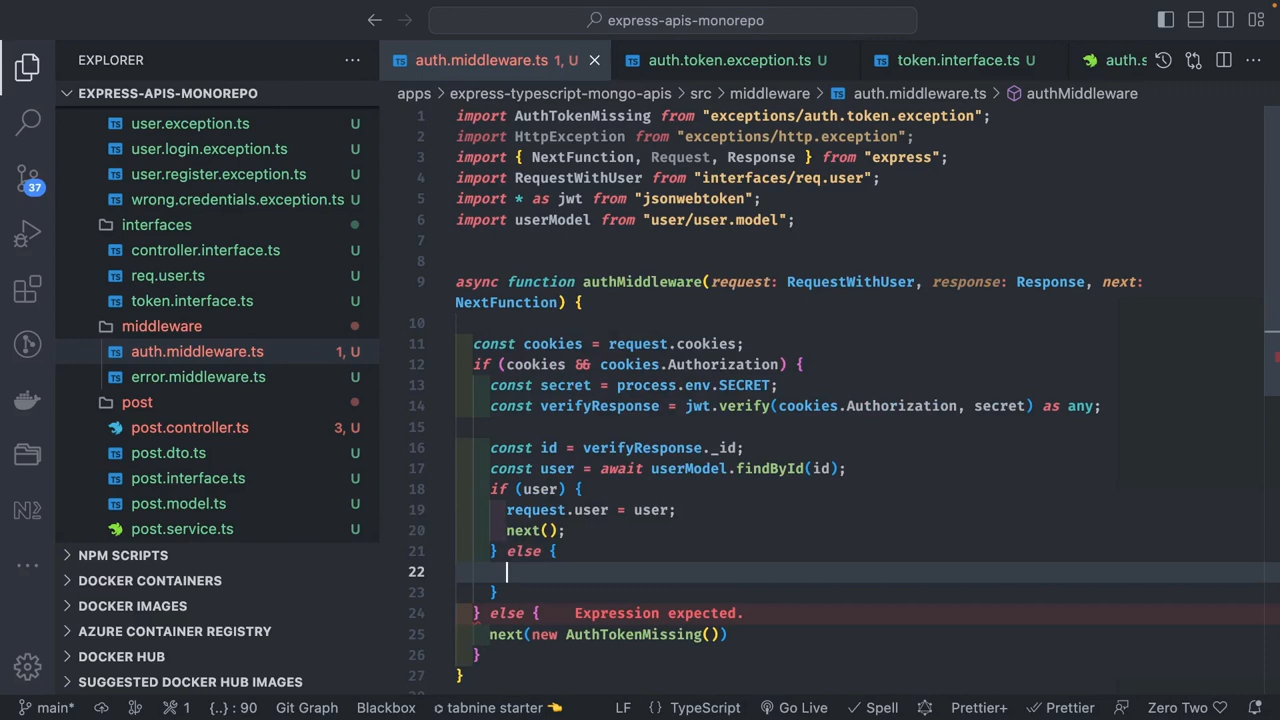 express-apis-monorepo
EXPLORER
auth.middleware.ts 1, U
auth.token.exception.ts U
token.interface.ts U
auth.s
EXPRESS-APIS-MONOREPO
apps > express-typescript-mongo-apis > src > middleware > auth.middleware.ts > authMiddleware
user.exception.ts U
user.login.exception.ts U
user.register.exception.ts U
wrong.credentials.exception.ts U
interfaces
controller.interface.ts U
req.user.ts U
token.interface.ts U
middleware
auth.middleware.ts 1, U
error.middleware.ts U
post
post.controller.ts 3, U
post.dto.ts U
post.interface.ts U
post.model.ts U
post.service.ts U
NPM SCRIPTS
DOCKER CONTAINERS
DOCKER IMAGES
AZURE CONTAINER REGISTRY
DOCKER HUB
SUGGESTED DOCKER HUB IMAGES
37
1 import AuthTokenMissing from "exceptions/auth.token.exception";
2 import HttpException from "exceptions/http.exception";
3 import { NextFunction, Request, Response } from "express";
4 import RequestWithUser from "interfaces/req.user";
5 import * as jwt from "jsonwebtoken";
6 import userModel from "user/user.model";
7
8
9 async function authMiddleware(request: RequestWithUser, response: Response, next:
NextFunction) {
10
11 const cookies = request.cookies;
12 if (cookies && cookies.Authorization) {
13 const secret = process.env.SECRET;
14 const verifyResponse = jwt.verify(cookies.Authorization, secret) as any;
15
16 const id = verifyResponse._id;
17 const user = await userModel.findById(id);
18 if (user) {
19 request.user = user;
20 next();
21 } else {
22
23 }
24 } else { Expression expected.
25 next(new AuthTokenMissing())
26 }
27 }
main* 1 {..} : 90 Git Graph Blackbox tabnine starter 👈 LF {} TypeScript Go Live Spell Prettier+ Prettier Zero Two